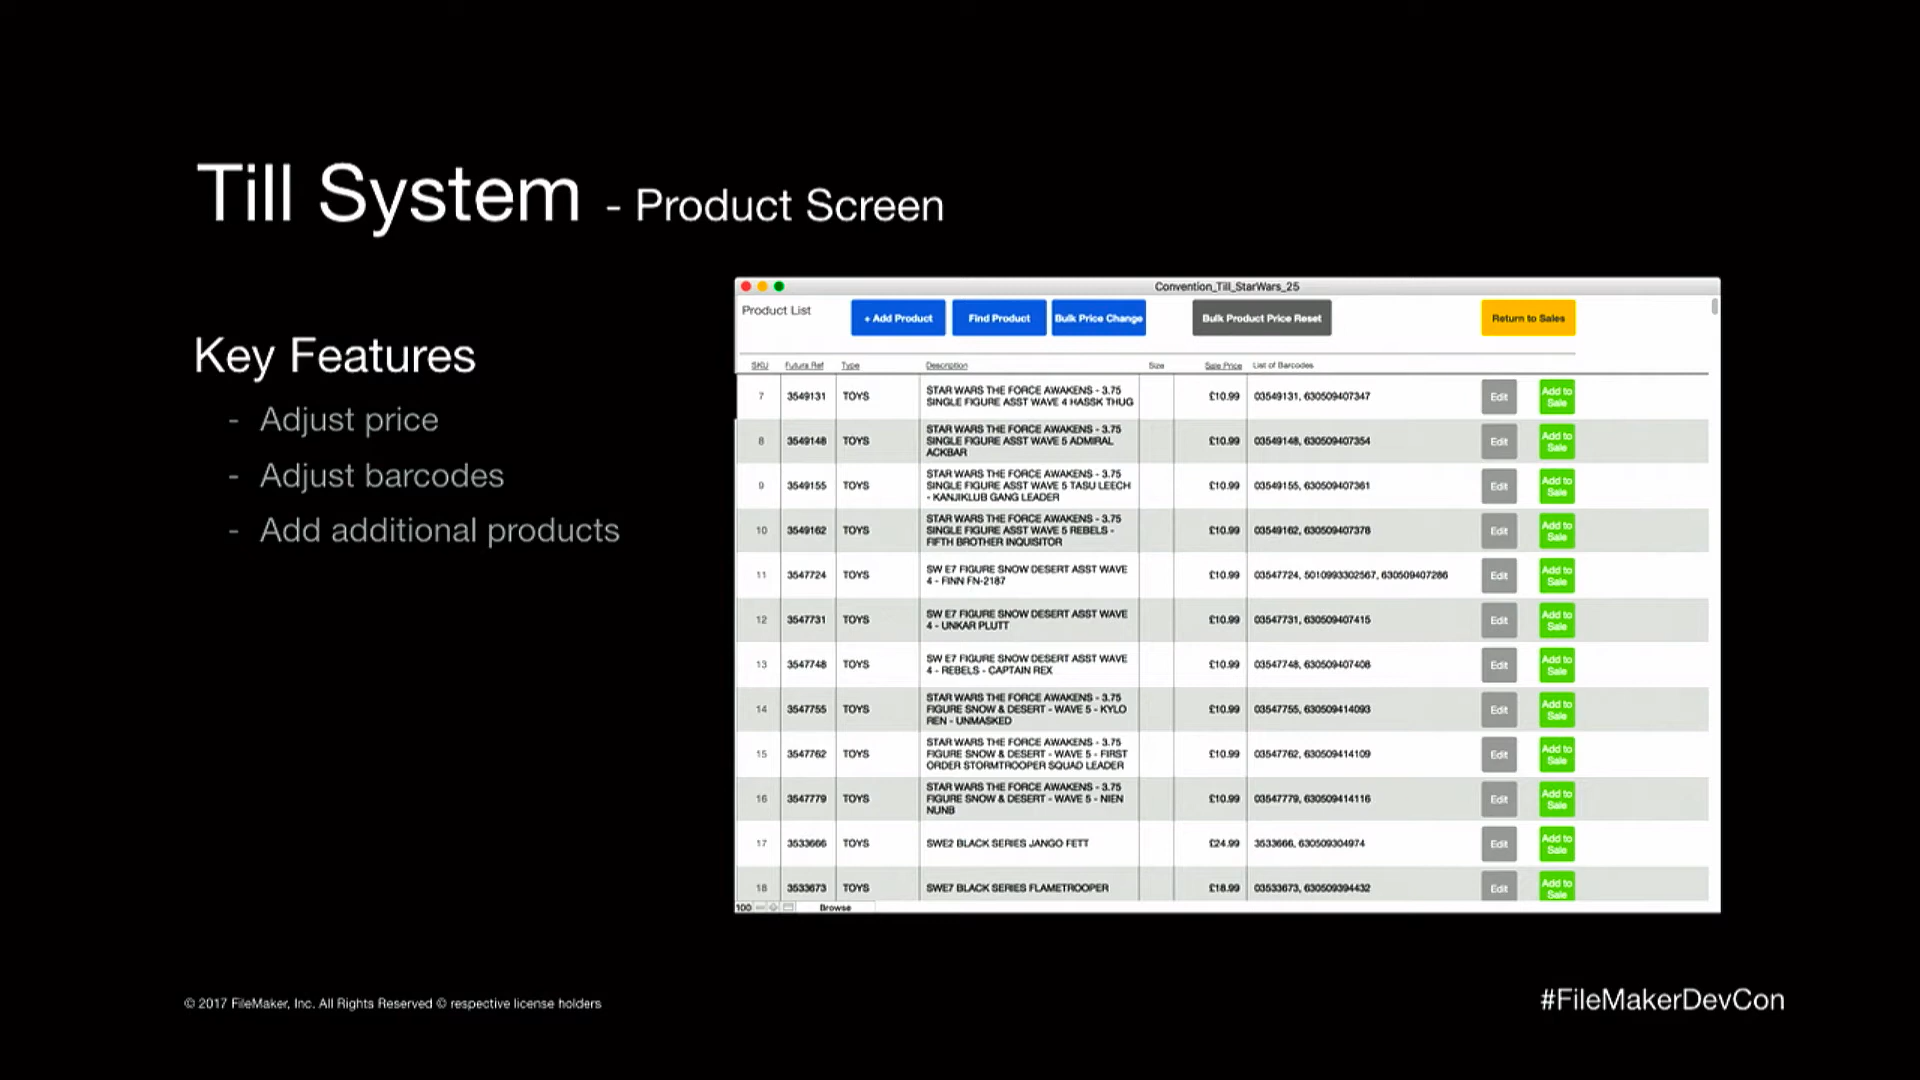 Till System - Product Screen
Key Features
- Adjust price
- Adjust barcodes
- Add additional products
Convention_Till_StarWars_25
Product List
+ Add Product
Find Product
Bulk Price Change
Bulk Product Price Reset
Return to Sales
SKU Futura Ref Type Description Size Sale Price List of Barcodes
7 3549131 TOYS STAR WARS THE FORCE AWAKENS - 3.75 £10.99 03549131, 630509407347 Edit Add to
SINGLE FIGURE ASST WAVE 4 HASSK THUG Sale
8 3549148 TOYS STAR WARS THE FORCE AWAKENS - 3.75 £10.99 03549148, 630509407354 Edit Add to
SINGLE FIGURE ASST WAVE 5 ADMIRAL Sale
ACKBAR
9 3549155 TOYS STAR WARS THE FORCE AWAKENS - 3.75 £10.99 03549155, 630509407361 Edit Add to
SINGLE FIGURE ASST WAVE 5 TASU LEECH Sale
- KANJIKLUB GANG LEADER
10 3549162 TOYS STAR WARS THE FORCE AWAKENS - 3.75 £10.99 03549162, 630509407378 Edit Add to
SINGLE FIGURE ASST WAVE 5 REBELS - Sale
FIFTH BROTHER INQUISITOR
11 3547724 TOYS SW E7 FIGURE SNOW DESERT ASST WAVE £10.99 03547724, 5010993302567, 630509407286 Edit Add to
4 - FINN FN-2187 Sale
12 3547731 TOYS SW E7 FIGURE SNOW DESERT ASST WAVE £10.99 03547731, 630509407415 Edit Add to
4 - UNKAR PLUTT Sale
13 3547748 TOYS SW E7 FIGURE SNOW DESERT ASST WAVE £10.99 03547748, 630509407408 Edit Add to
4 - REBELS - CAPTAIN REX Sale
14 3547755 TOYS STAR WARS THE FORCE AWAKENS - 3.75 £10.99 03547755, 630509414093 Edit Add to
FIGURE SNOW & DESERT - WAVE 5 - KYLO Sale
REN - UNMASKED
15 3547762 TOYS STAR WARS THE FORCE AWAKENS - 3.75 £10.99 03547762, 630509414109 Edit Add to
FIGURE SNOW & DESERT - WAVE 5 - FIRST Sale
ORDER STORMTROOPER SQUAD LEADER
16 3547779 TOYS STAR WARS THE FORCE AWAKENS - 3.75 £10.99 03547779, 630509414116 Edit Add to
FIGURE SNOW & DESERT - WAVE 5 - NIEN Sale
NUNB
17 3533666 TOYS SWE2 BLACK SERIES JANGO FETT £24.99 3533666, 630509304974 Edit Add to
Sale
18 3533673 TOYS SWE7 BLACK SERIES FLAMETROOPER £18.99 03533673, 630509394432 Edit Add to
Sale
100 Browse
© 2017 FileMaker, Inc. All Rights Reserved © respective license holders
#FileMakerDevCon